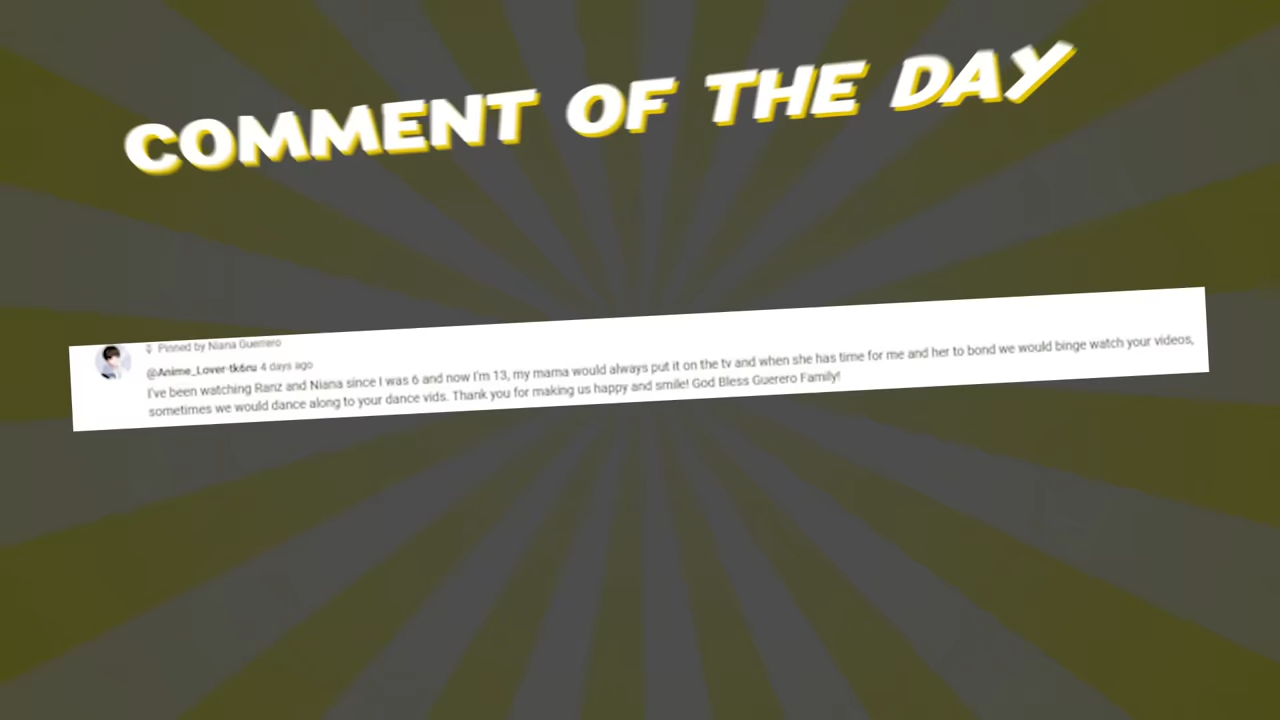 COMMENT OF THE DAY
Pinned by Niana Guerrero
@Anime_Lover-tk6ru 4 days ago
I've been watching Ranz and Niana since I was 6 and now I'm 13, my mama would always put it on the tv and when she has time for me and her to bond we would binge watch your videos,
sometimes we would dance along to your dance vids. Thank you for making us happy and smile! God Bless Guerero Family!